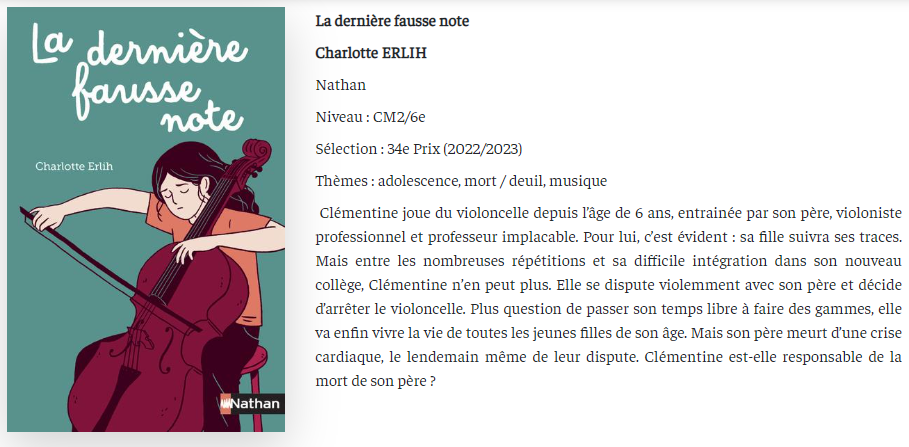 La dernière
fausse
note
Charlotte Erlih
Nathan
La dernière fausse note
Charlotte ERLIH
Nathan
Niveau : CM2/6e
Sélection : 34e Prix (2022/2023)
Thèmes : adolescence, mort / deuil, musique
Clémentine joue du violoncelle depuis l’âge de 6 ans, entrainée par son père, violoniste
professionnel et professeur implacable. Pour lui, c’est évident : sa fille suivra ses traces.
Mais entre les nombreuses répétitions et sa difficile intégration dans son nouveau
collège, Clémentine n’en peut plus. Elle se dispute violemment avec son père et décide
d’arrêter le violoncelle. Plus question de passer son temps libre à faire des gammes, elle
va enfin vivre la vie de toutes les jeunes filles de son âge. Mais son père meurt d’une crise
cardiaque, le lendemain même de leur dispute. Clémentine est-elle responsable de la
mort de son père ?